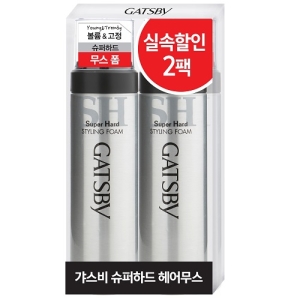 GATSBY
Young&Trendy
볼륨 & 고정
슈퍼하드
무스 폼
실속할인
2팩
SH
Super Hard
STYLING FOAM
GATSBY
SH
Super Hard
STYLING FOAM
GATSBY
갸스비 슈퍼하드 헤어무스